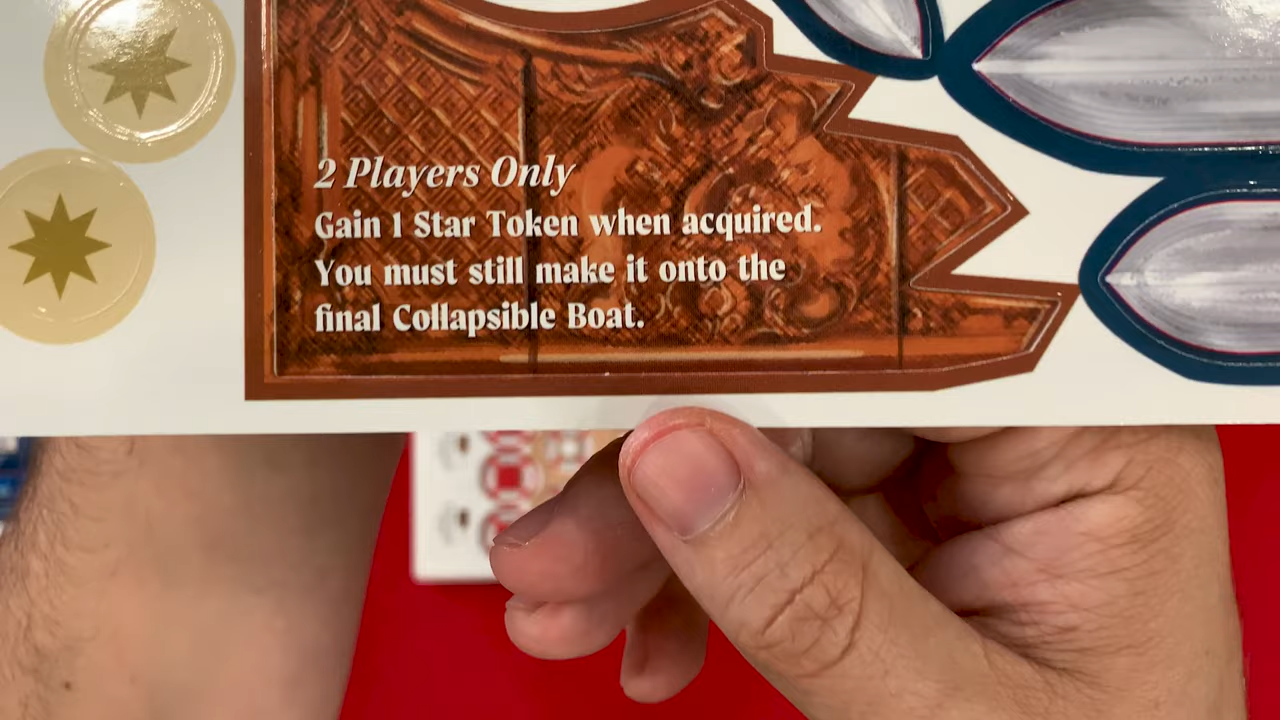 2 Players Only
Gain 1 Star Token when acquired.
You must still make it onto the
final Collapsible Boat.